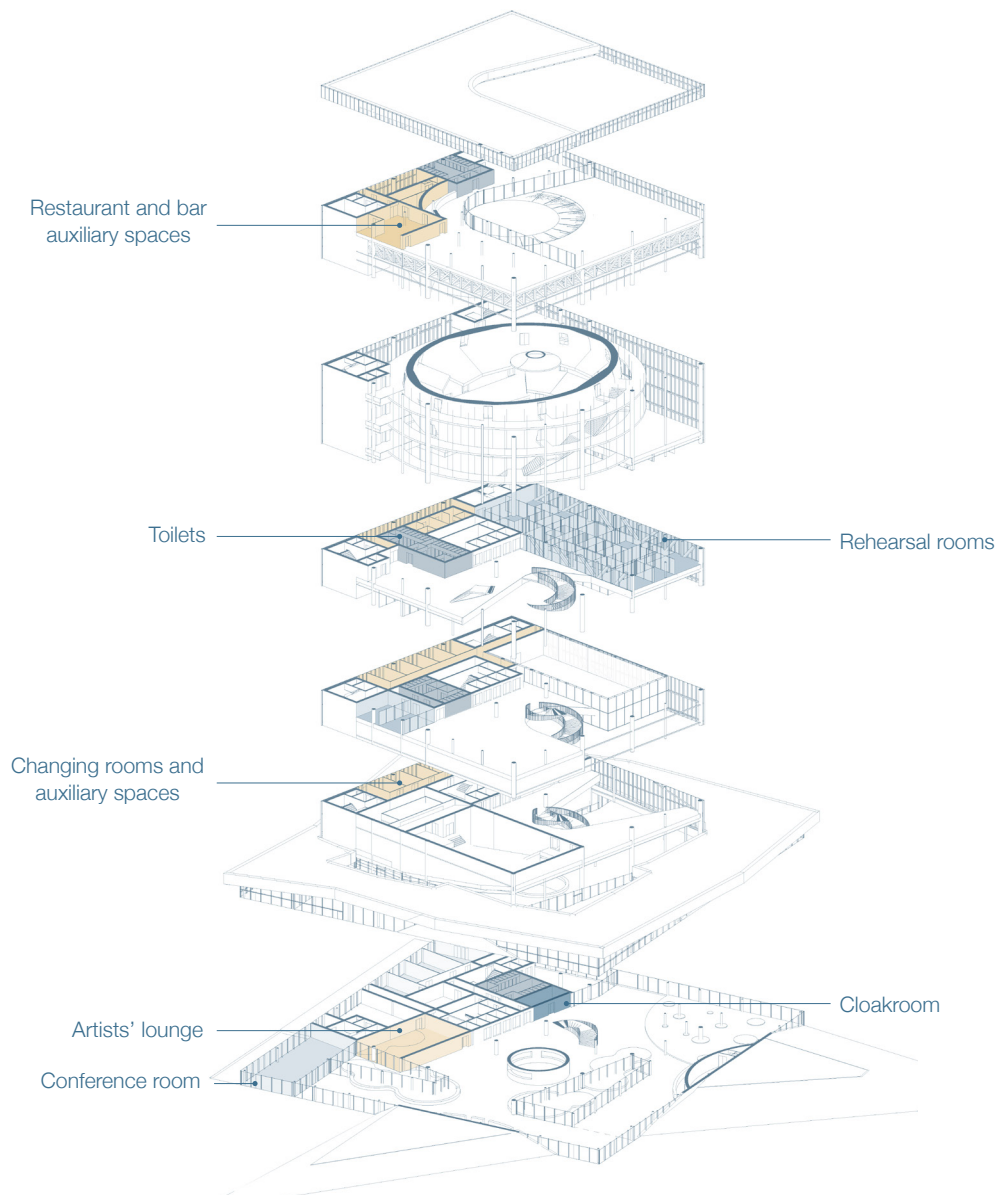 Restaurant and bar
auxiliary spaces
Toilets
Rehearsal rooms
Changing rooms and
auxiliary spaces
Cloakroom
Artists’ lounge
Conference room